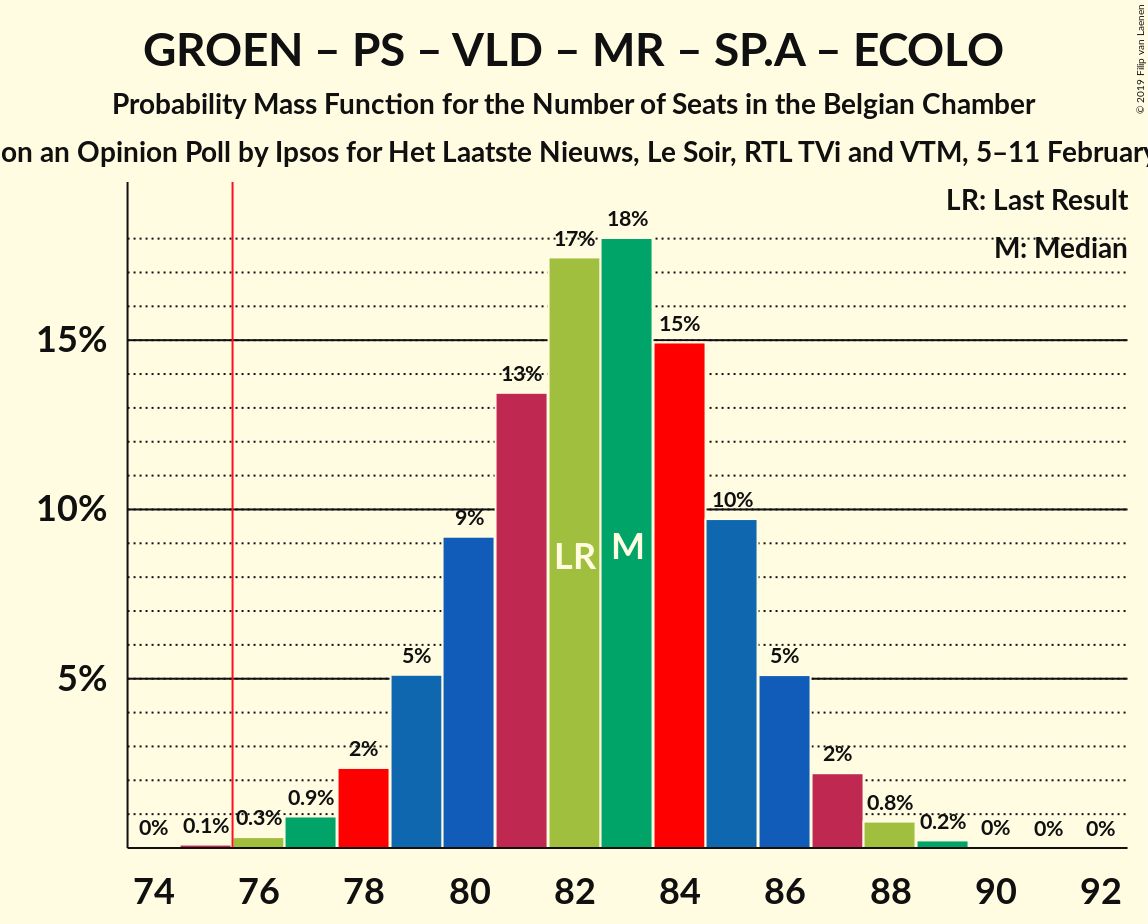 GROEN – PS – VLD – MR – SP.A – ECOLO
Probability Mass Function for the Number of Seats in the Belgian Chamber
on an Opinion Poll by Ipsos for Het Laatste Nieuws, Le Soir, RTL TVi and VTM, 5–11 February
© 2019 Filip van Laenen
LR: Last Result
M: Median
15%
10%
5%
0%
0.1%
0.3%
0.9%
2%
5%
9%
13%
17%
18%
15%
10%
5%
2%
0.8%
0.2%
0%
0%
0%
LR
M
74 76 78 80 82 84 86 88 90 92